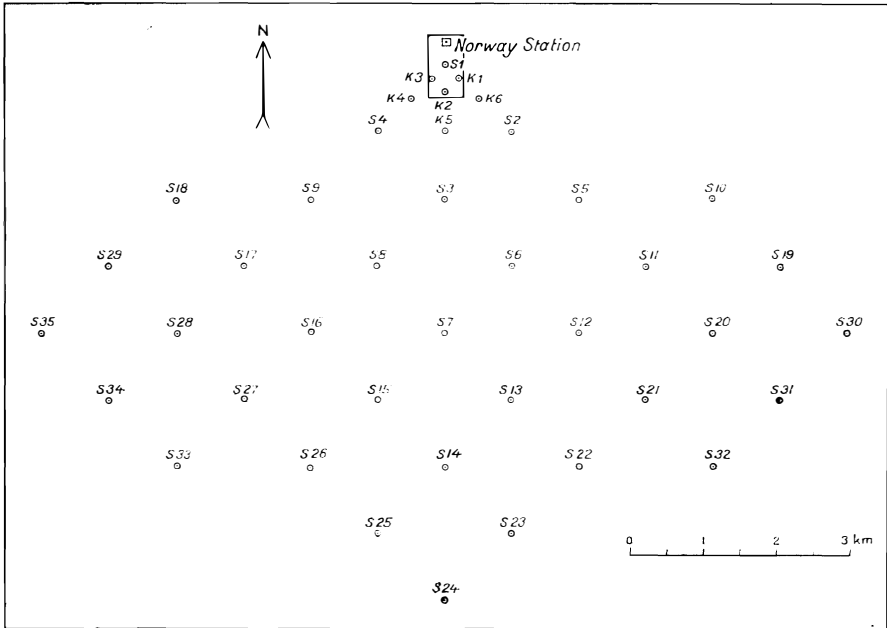 N
Norway Station
S1
K3 K1
K4 K2 K6
S4 K5 S2
S18 S9 S3 S5 S10
S29 S17 S8 S6 S11 S19
S35 S28 S16 S7 S12 S20 S30
S34 S27 S15 S13 S21 S31
S33 S26 S14 S22 S32
S25 S23
0 1 2 3 km
S24